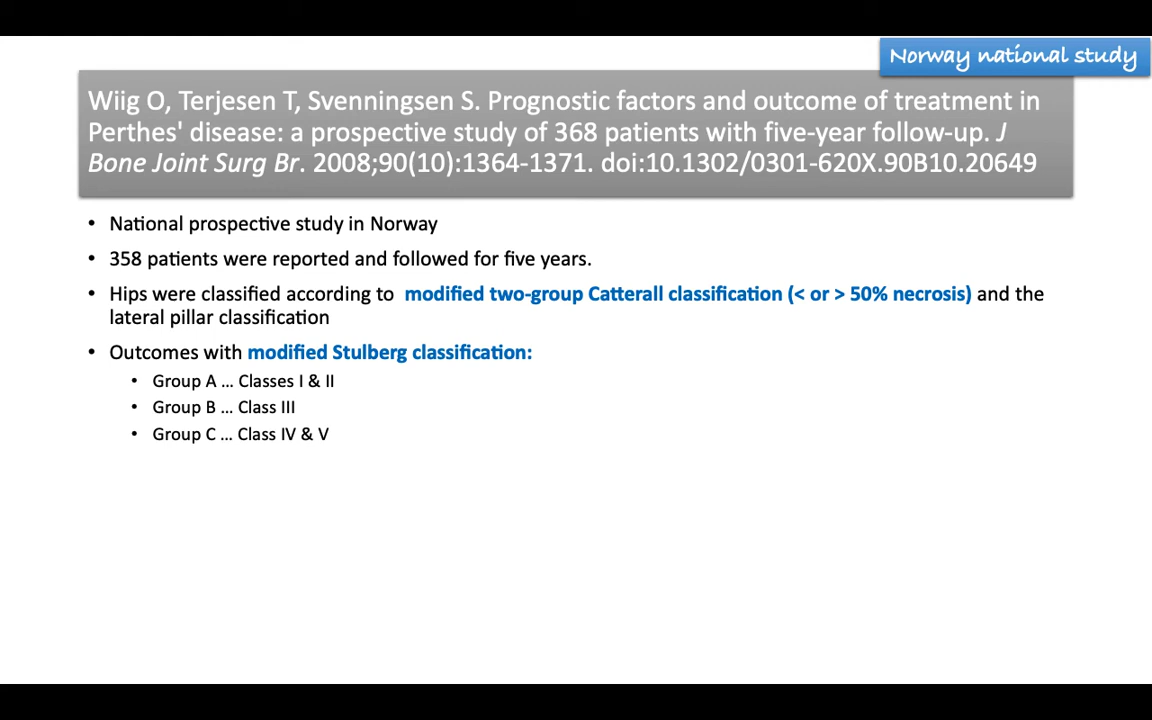 Norway national study
Wiig O, Terjesen T, Svenningsen S. Prognostic factors and outcome of treatment in
Perthes' disease: a prospective study of 368 patients with five-year follow-up. J
Bone Joint Surg Br. 2008;90(10):1364-1371. doi:10.1302/0301-620X.90B10.20649
• National prospective study in Norway
• 358 patients were reported and followed for five years.
• Hips were classified according to modified two-group Catterall classification (< or > 50% necrosis) and the
lateral pillar classification
• Outcomes with modified Stulberg classification:
• Group A … Classes I & II
• Group B … Class III
• Group C … Class IV & V